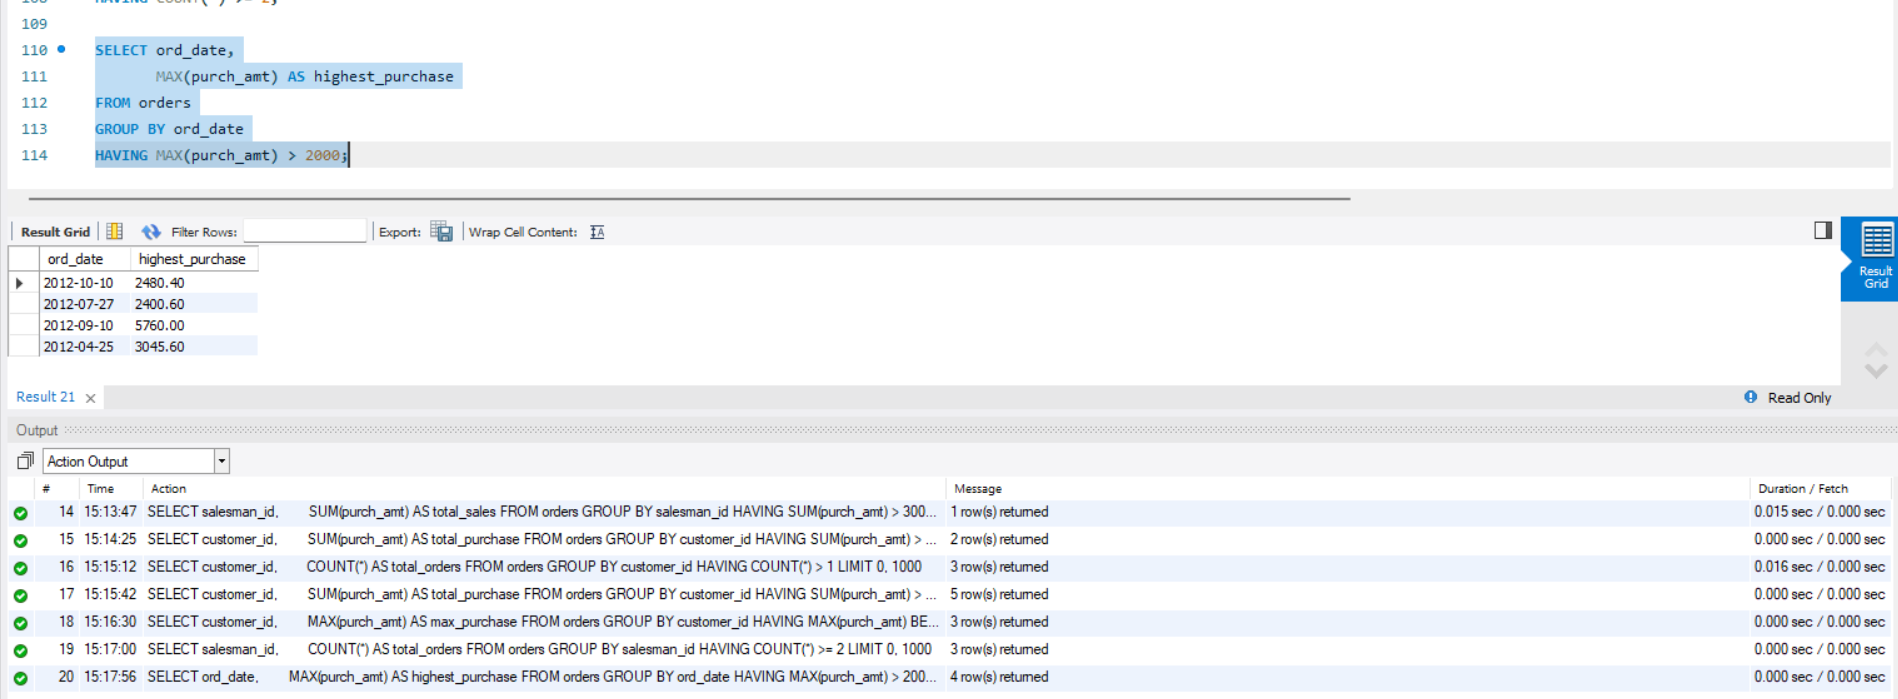 108 HAVING COUNT(*) >= 2;
109
110 SELECT ord_date,
111 MAX(purch_amt) AS highest_purchase
112 FROM orders
113 GROUP BY ord_date
114 HAVING MAX(purch_amt) > 2000;
Result Grid Filter Rows: Export: Wrap Cell Content:
ord_date highest_purchase
2012-10-10 2480.40
2012-07-27 2400.60
2012-09-10 5760.00
2012-04-25 3045.60
Result Grid
Result 21 Read Only
Output
Action Output
# Time Action Message Duration / Fetch
14 15:13:47 SELECT salesman_id, SUM(purch_amt) AS total_sales FROM orders GROUP BY salesman_id HAVING SUM(purch_amt) > 300... 1 row(s) returned 0.015 sec / 0.000 sec
15 15:14:25 SELECT customer_id, SUM(purch_amt) AS total_purchase FROM orders GROUP BY customer_id HAVING SUM(purch_amt) > ... 2 row(s) returned 0.000 sec / 0.000 sec
16 15:15:12 SELECT customer_id, COUNT(*) AS total_orders FROM orders GROUP BY customer_id HAVING COUNT(*) > 1 LIMIT 0, 1000 3 row(s) returned 0.016 sec / 0.000 sec
17 15:15:42 SELECT customer_id, SUM(purch_amt) AS total_purchase FROM orders GROUP BY customer_id HAVING SUM(purch_amt) > ... 5 row(s) returned 0.000 sec / 0.000 sec
18 15:16:30 SELECT customer_id, MAX(purch_amt) AS max_purchase FROM orders GROUP BY customer_id HAVING MAX(purch_amt) BE... 3 row(s) returned 0.000 sec / 0.000 sec
19 15:17:00 SELECT salesman_id, COUNT(*) AS total_orders FROM orders GROUP BY salesman_id HAVING COUNT(*) >= 2 LIMIT 0, 1000 3 row(s) returned 0.000 sec / 0.000 sec
20 15:17:56 SELECT ord_date, MAX(purch_amt) AS highest_purchase FROM orders GROUP BY ord_date HAVING MAX(purch_amt) > 200... 4 row(s) returned 0.000 sec / 0.000 sec